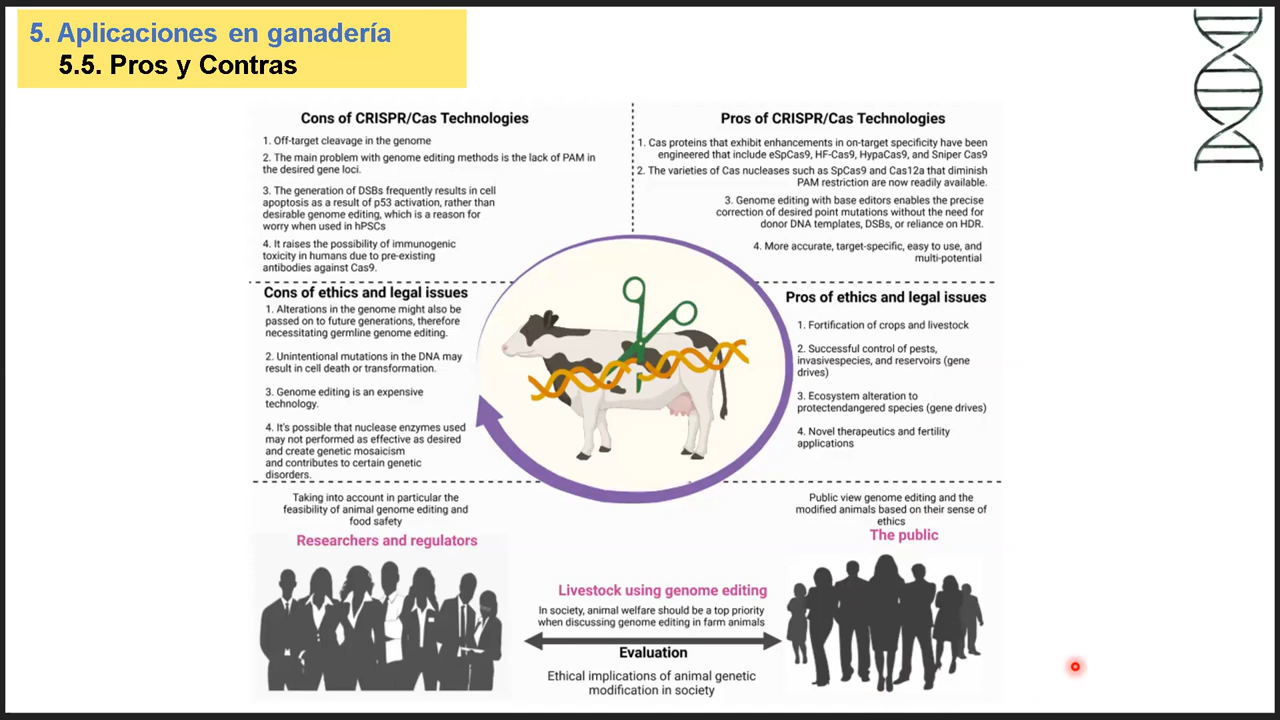 5. Aplicaciones en ganadería
5.5. Pros y Contras
Cons of CRISPR/Cas Technologies
1. Off-target cleavage in the genome
2. The main problem with genome editing methods is the lack of PAM in
the desired gene loci.
3. The generation of DSBs frequently results in cell
apoptosis as a result of p53 activation, rather than
desirable genome editing, which is a reason for
worry when used in hPSCs
4. It raises the possibility of immunogenic
toxicity in humans due to pre-existing
antibodies against Cas9.
Pros of CRISPR/Cas Technologies
1. Cas proteins that exhibit enhancements in on-target specificity have been
engineered that include eSpCas9, HF-Cas9, HypaCas9, and Sniper Cas9
2. The varieties of Cas nucleases such as SpCas9 and Cas12a that diminish
PAM restriction are now readily available.
3. Genome editing with base editors enables the precise
correction of desired point mutations without the need for
donor DNA templates, DSBs, or reliance on HDR.
4. More accurate, target-specific, easy to use, and
multi-potential
Cons of ethics and legal issues
1. Alterations in the genome might also be
passed on to future generations, therefore
necessitating germline genome editing.
2. Unintentional mutations in the DNA may
result in cell death or transformation.
3. Genome editing is an expensive
technology.
4. It's possible that nuclease enzymes used
may not performed as effective as desired
and create genetic mosaicism
and contributes to certain genetic
disorders.
Pros of ethics and legal issues
1. Fortification of crops and livestock
2. Successful control of pests,
invasivespecies, and reservoirs (gene
drives)
3. Ecosystem alteration to
protectendangered species (gene drives)
4. Novel therapeutics and fertility
applications
Taking into account in particular the
feasibility of animal genome editing and
food safety
Researchers and regulators
Public view genome editing and the
modified animals based on their sense of
ethics
The public
Livestock using genome editing
In society, animal welfare should be a top priority
when discussing genome editing in farm animals
Evaluation
Ethical implications of animal genetic
modification in society